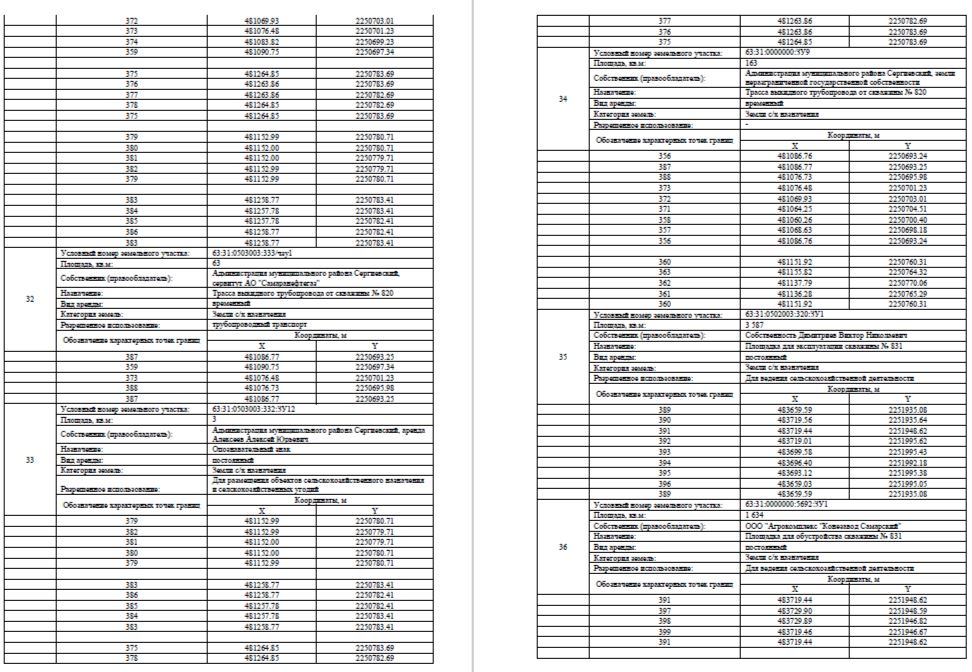 372 481069.93 2250703.01
373 481076.48 2250701.23
374 481083.82 2250699.23
359 481090.75 2250697.34
375 481264.85 2250783.69
376 481263.86 2250783.69
377 481263.86 2250782.69
378 481264.85 2250782.69
375 481264.85 2250783.69
379 481152.99 2250780.71
380 481152.00 2250780.71
381 481152.00 2250779.71
382 481152.99 2250779.71
379 481152.99 2250780.71
383 481258.77 2250783.41
384 481257.78 2250783.41
385 481257.78 2250782.41
386 481258.77 2250782.41
383 481258.77 2250783.41
32
Условный номер земельного участка: 63:31:0503003:333/чзу1
Площадь, кв.м: 63
Собственник (правообладатель): Администрация муниципального района Сергиевский,
сервитут АО "Самаранефтегаз"
Назначение: Трасса выкидного трубопровода от скважины № 820
Вид аренды: временный
Категория земель: Земли с/х назначения
Разрешенное использование: трубопроводный транспорт
Обозначение характерных точек границ Координаты, м
X Y
387 481086.77 2250693.25
359 481090.75 2250697.34
373 481076.48 2250701.23
388 481076.73 2250695.98
387 481086.77 2250693.25
33
Условный номер земельного участка: 63:31:0503003:332:ЗУ12
Площадь, кв.м: 3
Собственник (правообладатель): Администрация муниципального района Сергиевский, аренда
Алексеев Алексей Юрьевич
Назначение: Опознавательный знак
Вид аренды: постоянный
Категория земель: Земли с/х назначения
Разрешенное использование: Для размещения объектов сельскохозяйственного назначения
и сельскохозяйственных угодий
Обозначение характерных точек границ Координаты, м
X Y
379 481152.99 2250780.71
382 481152.99 2250779.71
381 481152.00 2250779.71
380 481152.00 2250780.71
379 481152.99 2250780.71
383 481258.77 2250783.41
386 481258.77 2250782.41
385 481257.78 2250782.41
384 481257.78 2250783.41
383 481258.77 2250783.41
375 481264.85 2250783.69
378 481264.85 2250782.69
377 481263.86 2250782.69
376 481263.86 2250783.69
375 481264.85 2250783.69
34
Условный номер земельного участка: 63:31:0000000:ЗУ9
Площадь, кв.м: 163
Собственник (правообладатель): Администрация муниципального района Сергиевский, земли
неразграниченной государственной собственности
Назначение: Трасса выкидного трубопровода от скважины № 820
Вид аренды: временный
Категория земель: Земли с/х назначения
Разрешенное использование: -
Обозначение характерных точек границ Координаты, м
X Y
356 481086.76 2250693.24
387 481086.77 2250693.25
388 481076.73 2250695.98
373 481076.48 2250701.23
372 481069.93 2250703.01
371 481064.25 2250704.51
358 481060.26 2250700.40
357 481068.63 2250698.18
356 481086.76 2250693.24
360 481151.92 2250760.31
363 481155.82 2250764.32
362 481137.79 2250770.06
361 481136.28 2250765.29
360 481151.92 2250760.31
35
Условный номер земельного участка: 63:31:0502003:320:ЗУ1
Площадь, кв.м: 3 587
Собственник (правообладатель): Собственность Димитриев Виктор Николаевич
Назначение: Площадка для эксплуатации скважины № 831
Вид аренды: постоянный
Категория земель: Земли с/х назначения
Разрешенное использование: Для ведения сельскохозяйственной деятельности
Обозначение характерных точек границ Координаты, м
X Y
389 483659.59 2251935.08
390 483719.56 2251935.64
391 483719.44 2251948.62
392 483719.01 2251995.62
393 483699.58 2251995.43
394 483696.40 2251992.18
395 483693.12 2251995.38
396 483659.03 2251995.05
389 483659.59 2251935.08
36
Условный номер земельного участка: 63:31:0000000:5692:ЗУ1
Площадь, кв.м: 1 634
Собственник (правообладатель): ООО "Агрокомплекс "Конезавод Самарский"
Назначение: Площадка для обустройства скважины № 831
Вид аренды: постоянный
Категория земель: Земли с/х назначения
Разрешенное использование: Для ведения сельскохозяйственной деятельности
Обозначение характерных точек границ Координаты, м
X Y
391 483719.44 2251948.62
397 483729.90 2251948.59
398 483729.89 2251946.82
399 483719.46 2251946.67
391 483719.44 2251948.62